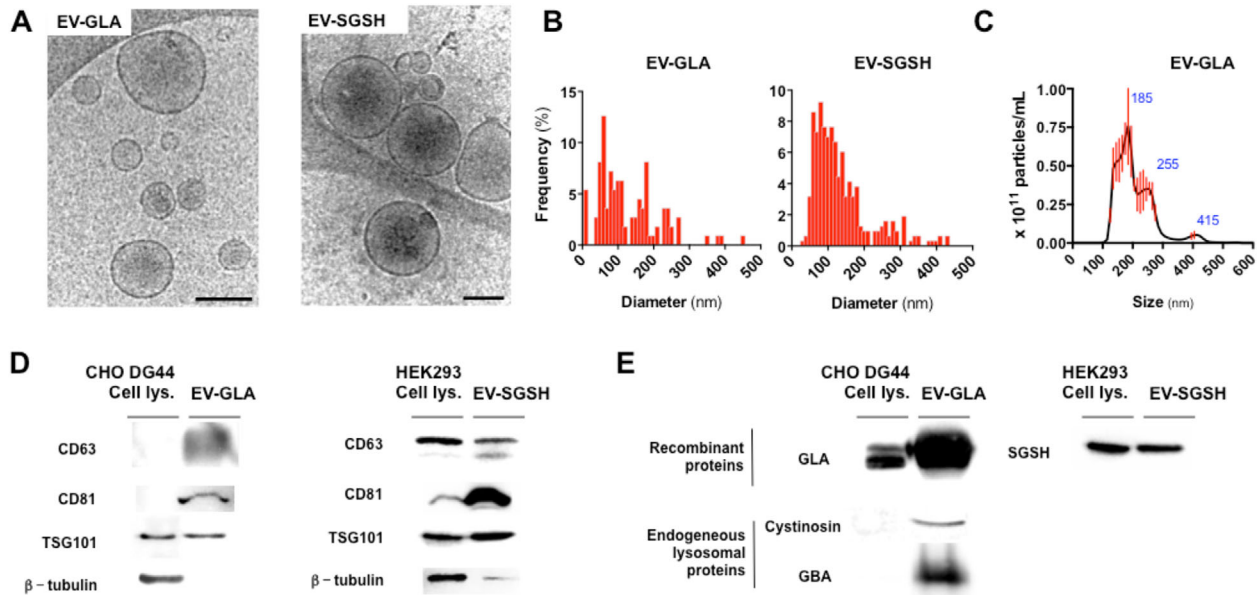 A
EV-GLA
EV-SGSH
B
EV-GLA
EV-SGSH
Frequency (%)
15
10
5
0
0
100
200
300
400
500
Diameter (nm)
10
8
6
4
2
0
0
100
200
300
400
500
Diameter (nm)
C
EV-GLA
x 10¹¹ particles/mL
1.00
0.75
0.50
0.25
0.00
185
255
415
0
100
200
300
400
500
600
Size (nm)
D
CHO DG44
Cell lys. EV-GLA
CD63
CD81
TSG101
β – tubulin
HEK293
Cell lys. EV-SGSH
CD63
CD81
TSG101
β – tubulin
E
CHO DG44
Cell lys. EV-GLA
Recombinant
proteins
GLA
Endogeneous
lysosomal
proteins
Cystinosin
GBA
HEK293
Cell lys. EV-SGSH
SGSH